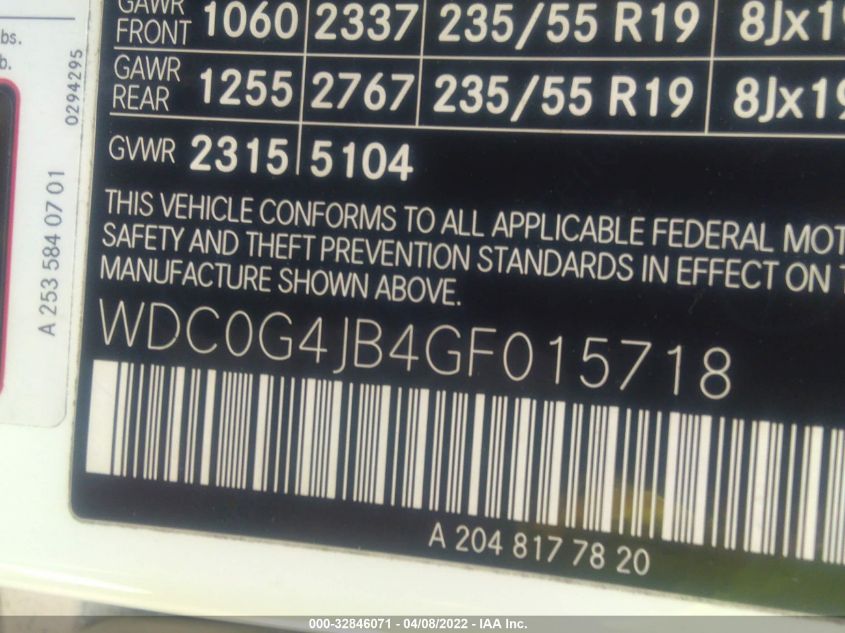 GAWR
FRONT 1060 2337 235/55 R19 8Jx19
GAWR
REAR 1255 2767 235/55 R19 8Jx19
GVWR 2315 5104
THIS VEHICLE CONFORMS TO ALL APPLICABLE FEDERAL MOT
SAFETY AND THEFT PREVENTION STANDARDS IN EFFECT ON T
MANUFACTURE SHOWN ABOVE.
WDC0G4JB4GF015718
A 204 817 78 20
bs.
b.
0294295
A 253 584 07 01
000-32846071 - 04/08/2022 - IAA Inc.